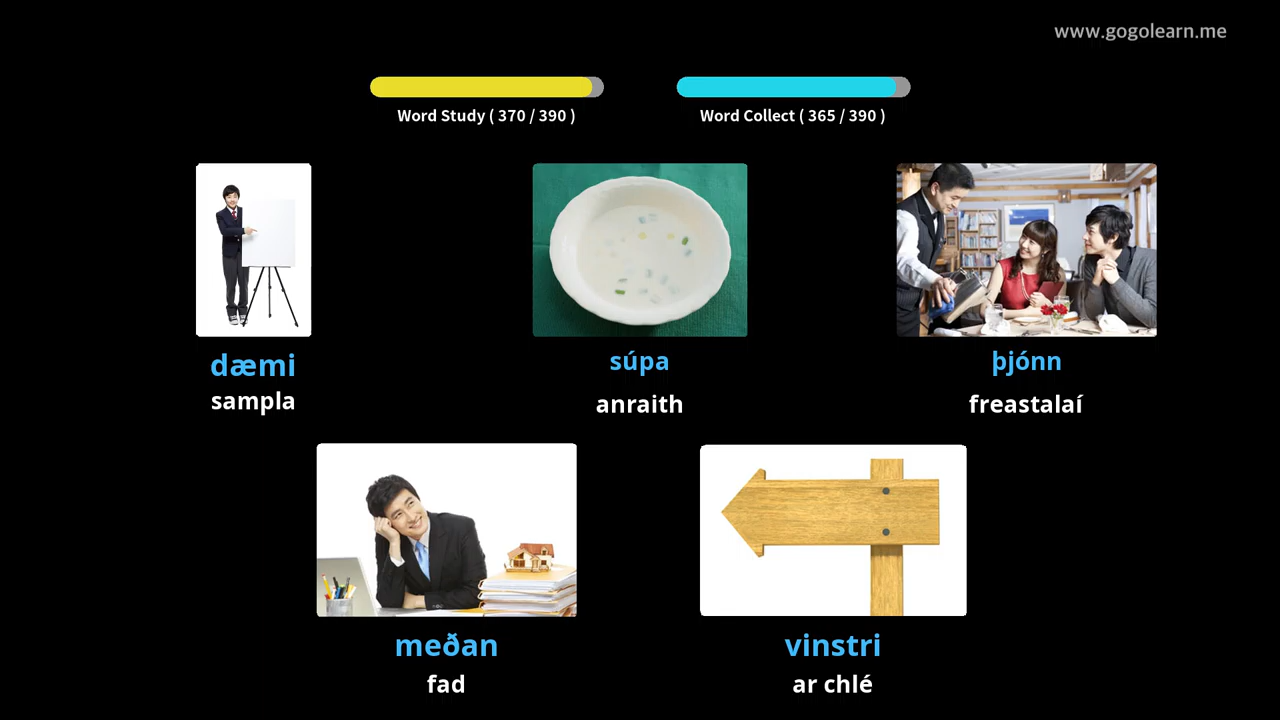 www.gogolearn.me
Word Study ( 370 / 390 )
Word Collect ( 365 / 390 )
dæmi
sampla
súpa
anraith
þjónn
freastalaí
meðan
fad
vinstri
ar chlé